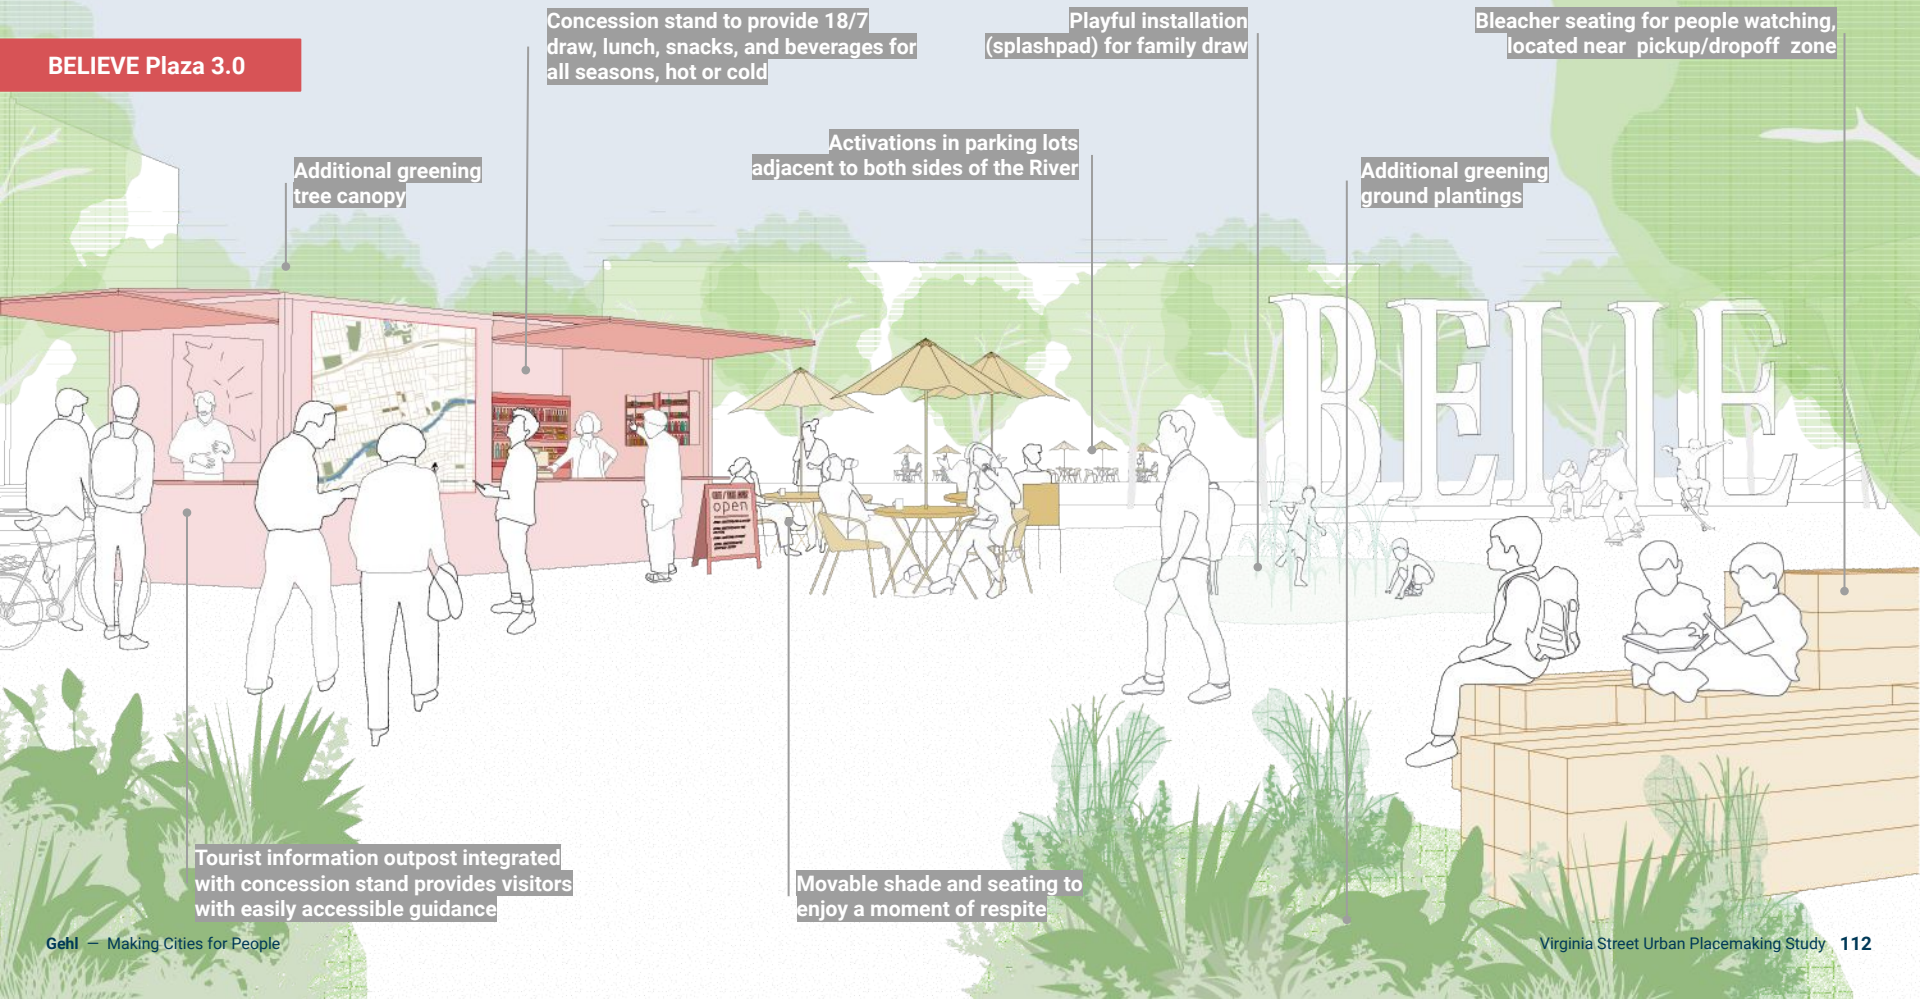 BELIEVE Plaza 3.0
Concession stand to provide 18/7
draw, lunch, snacks, and beverages for
all seasons, hot or cold
Playful installation
(splashpad) for family draw
Bleacher seating for people watching,
located near pickup/dropoff zone
Activations in parking lots
adjacent to both sides of the River
Additional greening
tree canopy
Additional greening
ground plantings
BELIE
open
Tourist information outpost integrated
with concession stand provides visitors
with easily accessible guidance
Movable shade and seating to
enjoy a moment of respite
Gehl — Making Cities for People
Virginia Street Urban Placemaking Study 112